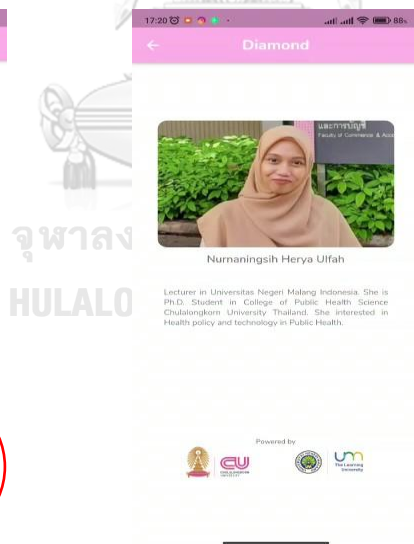 17:20
88%
Diamond
และการบัญชี
Faculty of Commerce & Acco
Nurnaningsih Herya Ulfah
Lecturer in Universitas Negeri Malang Indonesia. She is
Ph.D. Student in College of Public Health Science
Chulalongkorn University Thailand. She interested in
Health policy and technology in Public Health.
Powered by
CU
UM
The Learning
University
จุฬาลง
HULALO